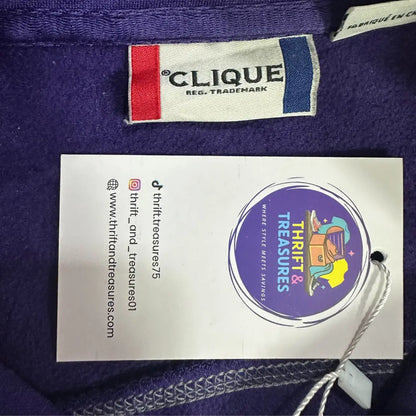 ®CLIQUE
REG. TRADEMARK
FABRIQUÉ EN
THRIFT &
TREASURES
WHERE STYLE MEETS SAVINGS.
thrift.treasures75
thrift_and_treasures01
www.thriftandtreasures.com